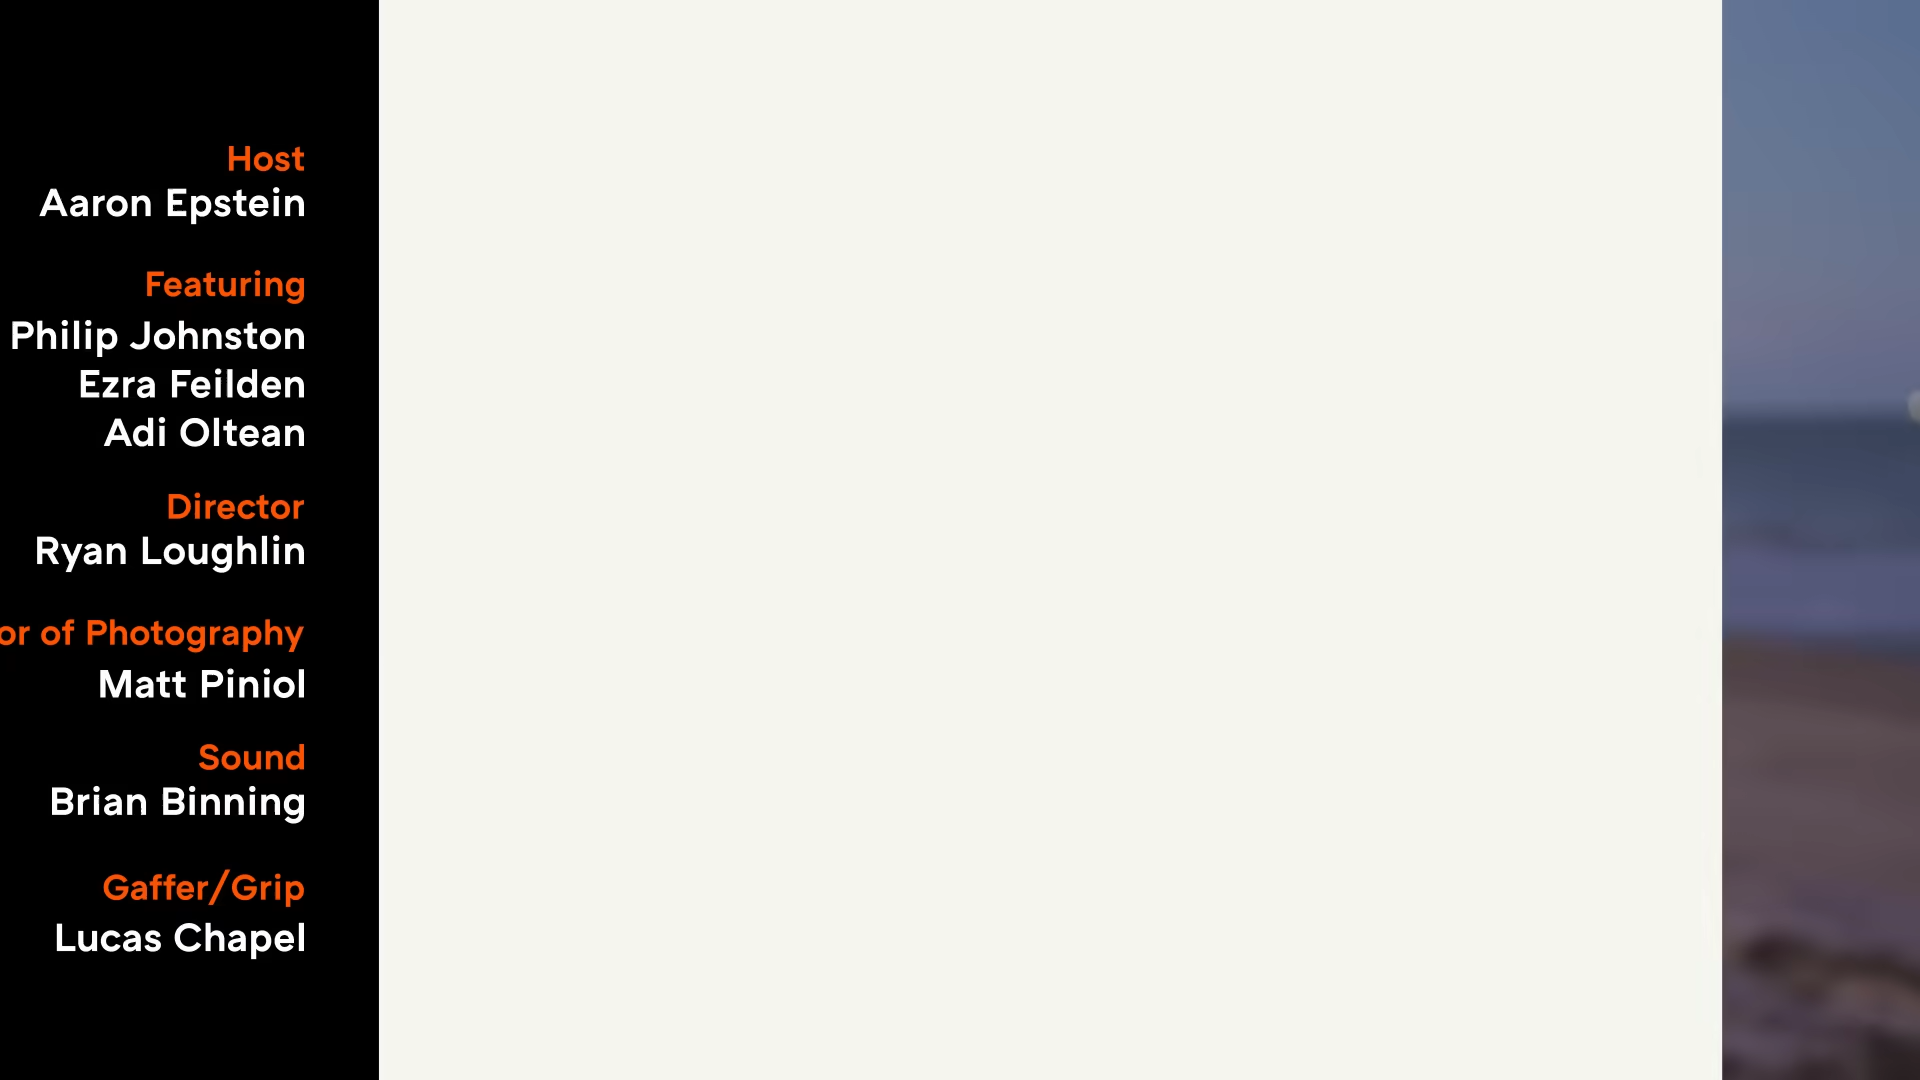 Host
Aaron Epstein
Featuring
Philip Johnston
Ezra Feilden
Adi Oltean
Director
Ryan Loughlin
of Photography
Matt Piniol
Sound
Brian Binning
Gaffer/Grip
Lucas Chapel